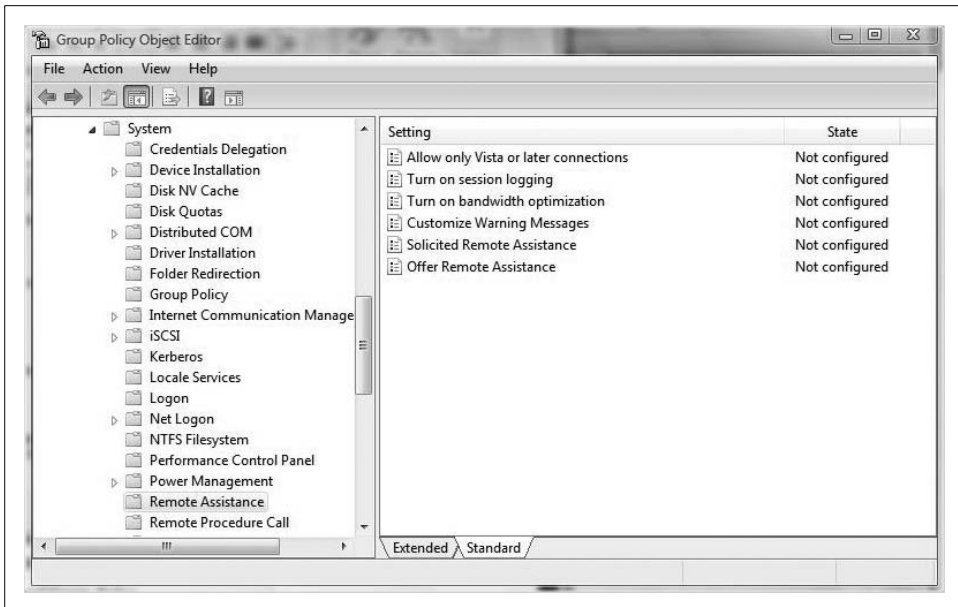 Group Policy Object Editor
File Action View Help
System
Credentials Delegation
Device Installation
Disk NV Cache
Disk Quotas
Distributed COM
Driver Installation
Folder Redirection
Group Policy
Internet Communication Manage
iSCSI
Kerberos
Locale Services
Logon
Net Logon
NTFS Filesystem
Performance Control Panel
Power Management
Remote Assistance
Remote Procedure Call
Setting State
Allow only Vista or later connections Not configured
Turn on session logging Not configured
Turn on bandwidth optimization Not configured
Customize Warning Messages Not configured
Solicited Remote Assistance Not configured
Offer Remote Assistance Not configured
Extended Standard